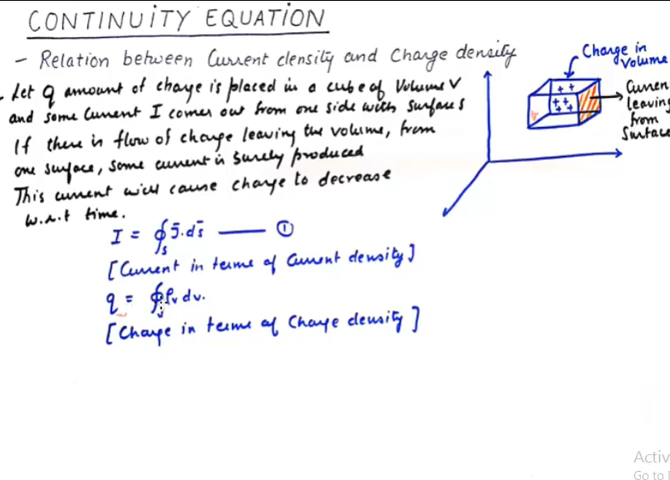 CONTINUITY EQUATION
- Relation between Current density and Charge density
- Let q amount of charge is placed in a cube of Volume V
and some current I comes out from one side with surface S
If there is flow of charge leaving the volume, from
one surface, some current is surely produced
This current will cause charge to decrease
w.r.t time.
I = ∮s J̄.ds̄ —— ①
[Current in terms of Current density]
q = ∮v ρv dv.
[Charge in terms of Charge density]
Charge in
Volume
Curren
leaving
from
Surface
Activ
Go to